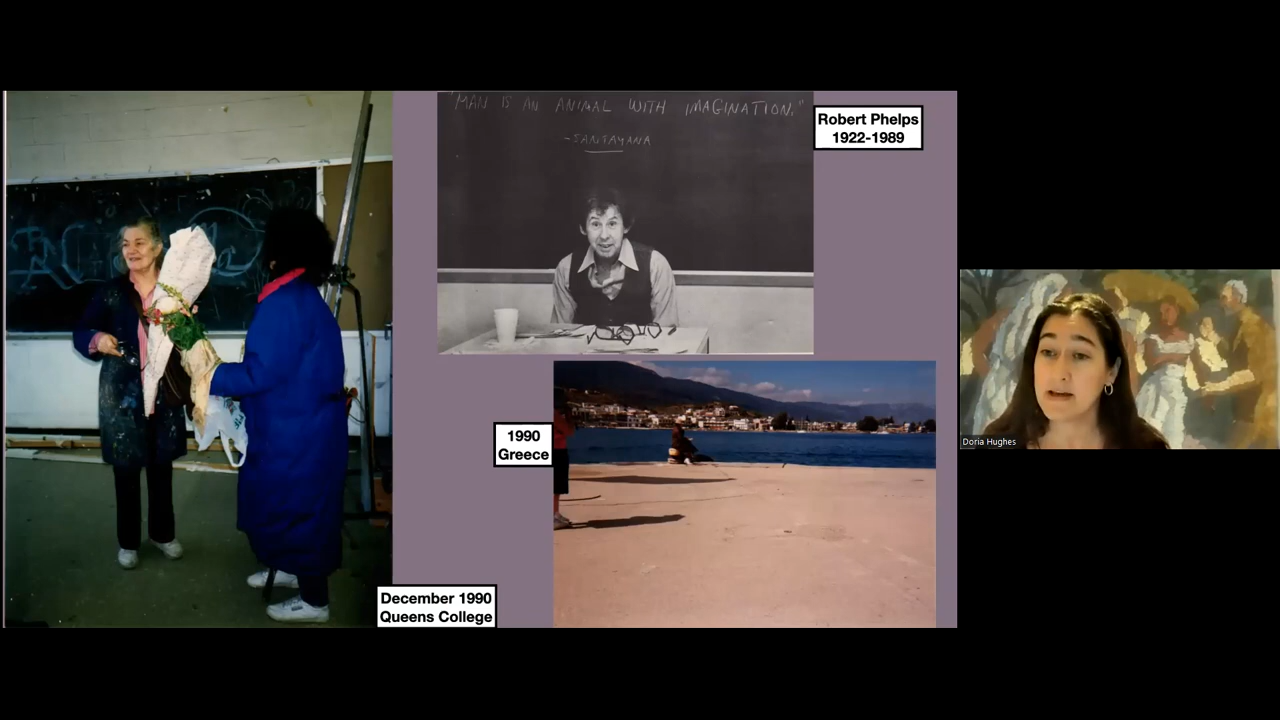 "MAN IS AN ANIMAL WITH IMAGINATION."
-SANTAYANA
Robert Phelps
1922-1989
1990
Greece
December 1990
Queens College
Doria Hughes